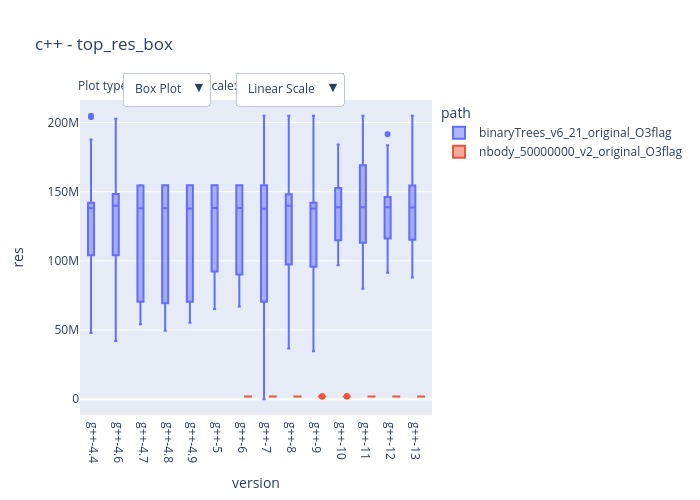 c++ - top_res_box
Plot type
Box Plot ▼
cale:
Linear Scale ▼
path
binaryTrees_v6_21_original_O3flag
nbody_50000000_v2_original_O3flag
200M
150M
100M
50M
0
res
g++-4.4
g++-4.6
g++-4.7
g++-4.8
g++-4.9
g++-5
g++-6
g++-7
g++-8
g++-9
g++-10
g++-11
g++-12
g++-13
version